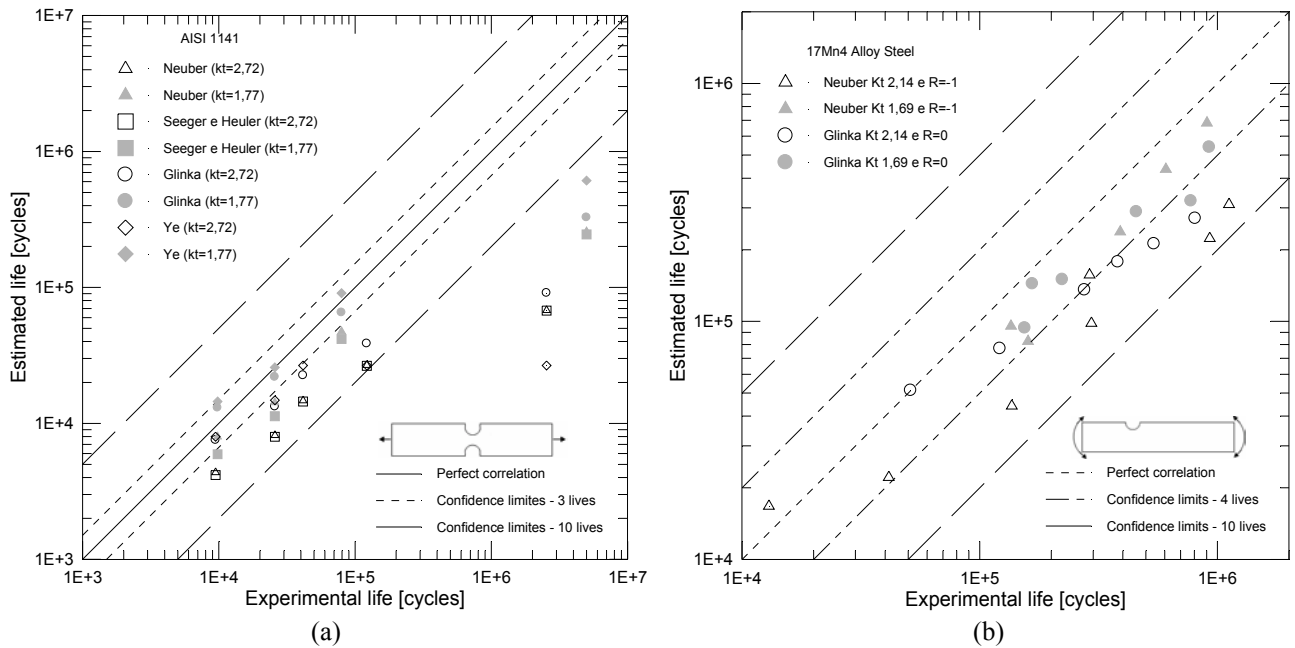 AISI 1141
Neuber (kt=2,72)
Neuber (kt=1,77)
Seeger e Heuler (kt=2,72)
Seeger e Heuler (kt=1,77)
Glinka (kt=2,72)
Glinka (kt=1,77)
Ye (kt=2,72)
Ye (kt=1,77)
1E+7
1E+6
1E+5
1E+4
1E+3
Estimated life [cycles]
Perfect correlation
Confidence limites - 3 lives
Confidence limites - 10 lives
1E+3
1E+4
1E+5
1E+6
1E+7
Experimental life [cycles]
(a)
17Mn4 Alloy Steel
Neuber Kt 2,14 e R=-1
Neuber Kt 1,69 e R=-1
Glinka Kt 2,14 e R=0
Glinka Kt 1,69 e R=0
1E+6
1E+5
1E+4
Estimated life [cycles]
Perfect correlation
Confidence limits - 4 lives
Confidence limits - 10 lives
1E+4
1E+5
1E+6
Experimental life [cycles]
(b)